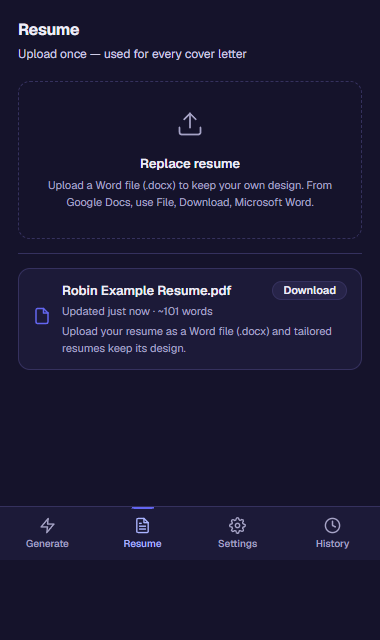 Resume
Upload once — used for every cover letter
Replace resume
Upload a Word file (.docx) to keep your own design. From
Google Docs, use File, Download, Microsoft Word.
Robin Example Resume.pdf
Download
Updated just now · ~101 words
Upload your resume as a Word file (.docx) and tailored
resumes keep its design.
Generate
Resume
Settings
History